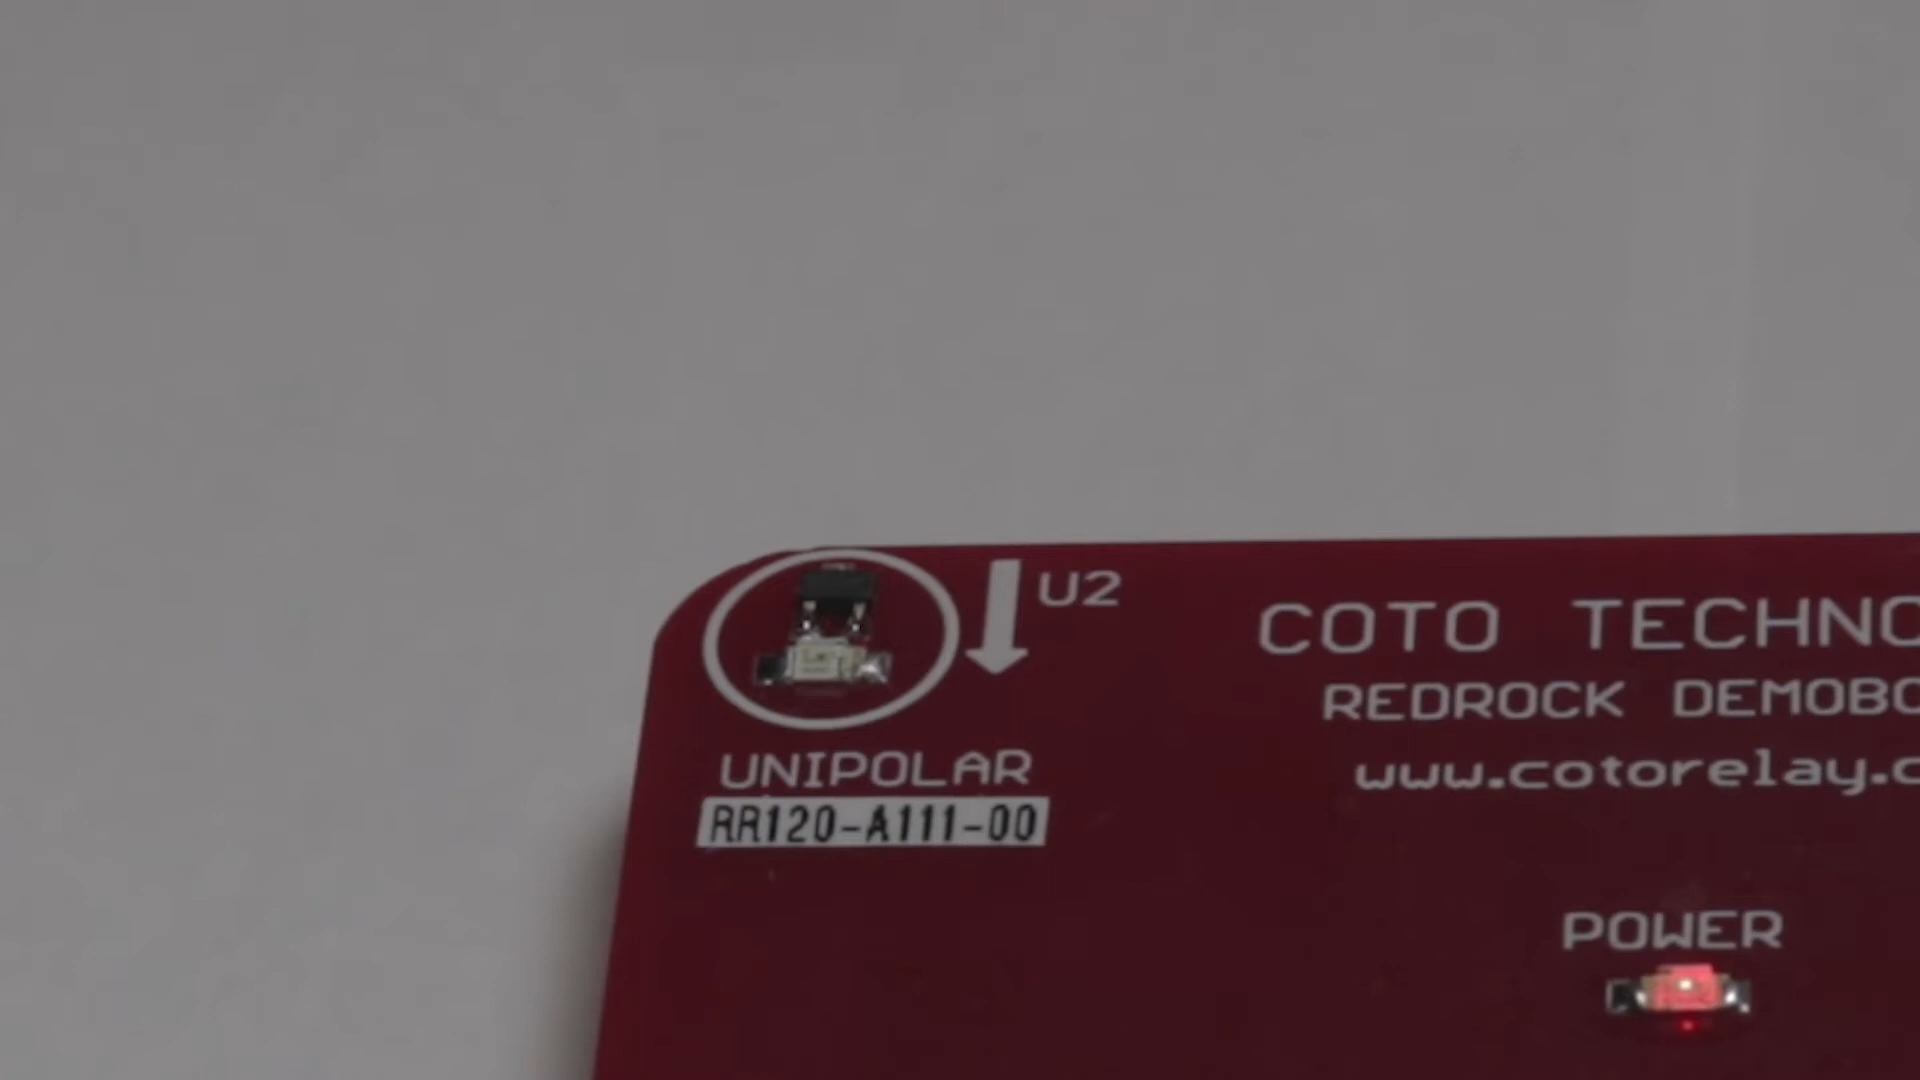 U2
COTO TECHNO
REDROCK DEMOBO
www.cotorelay.c
UNIPOLAR
RR120-A111-00
POWER